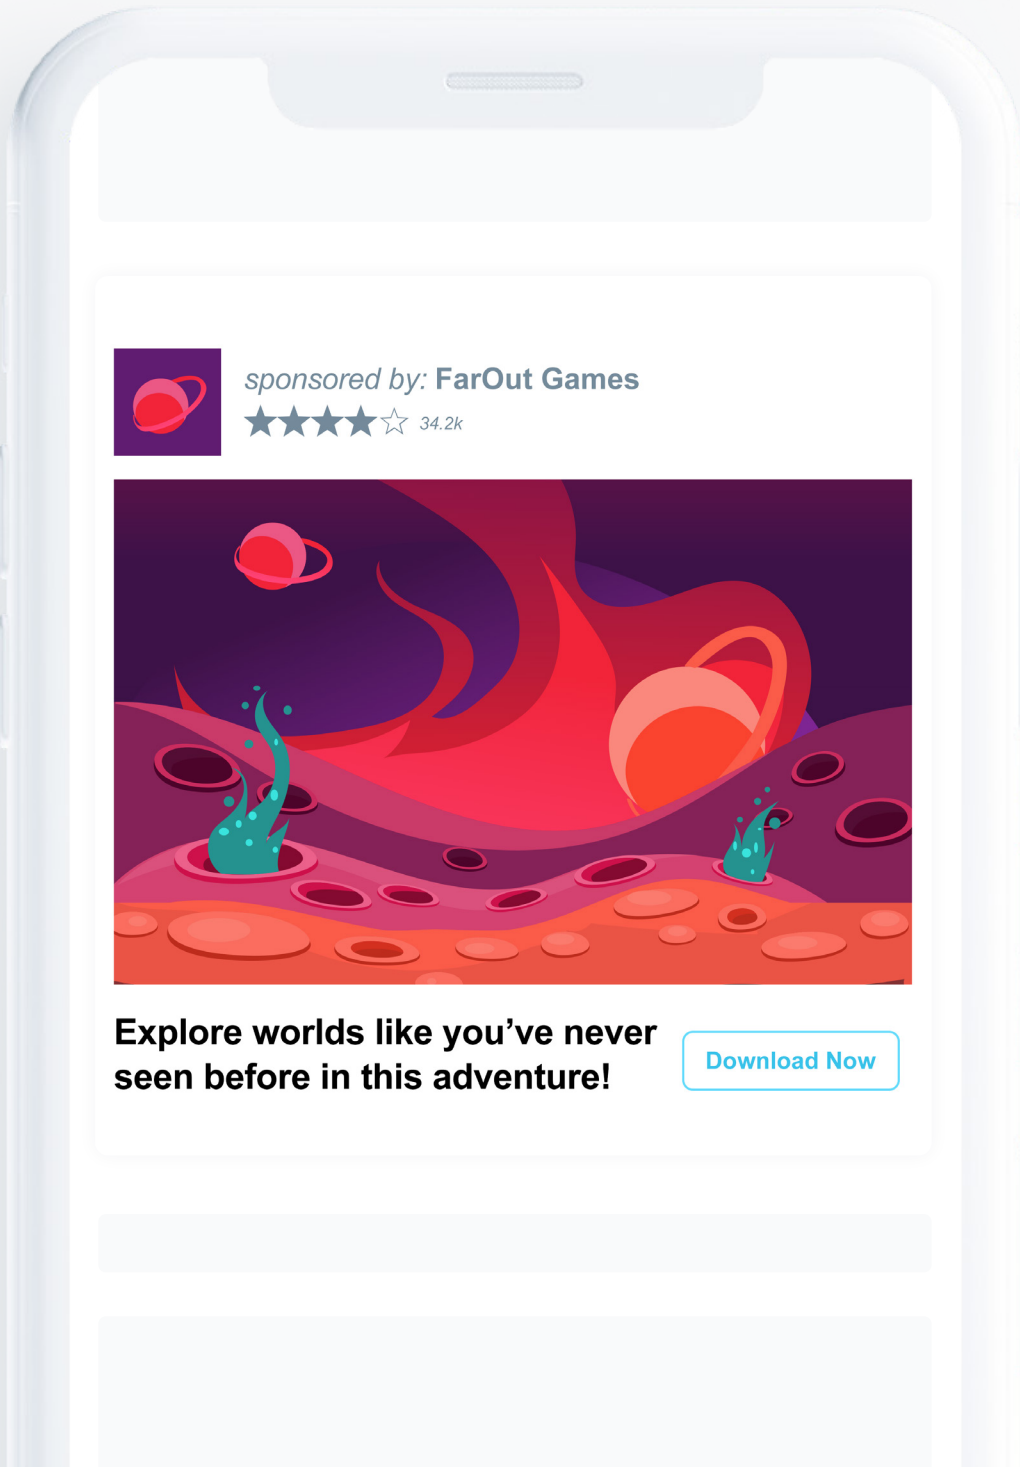 sponsored by: FarOut Games
34.2k
Explore worlds like you’ve never
seen before in this adventure!
Download Now